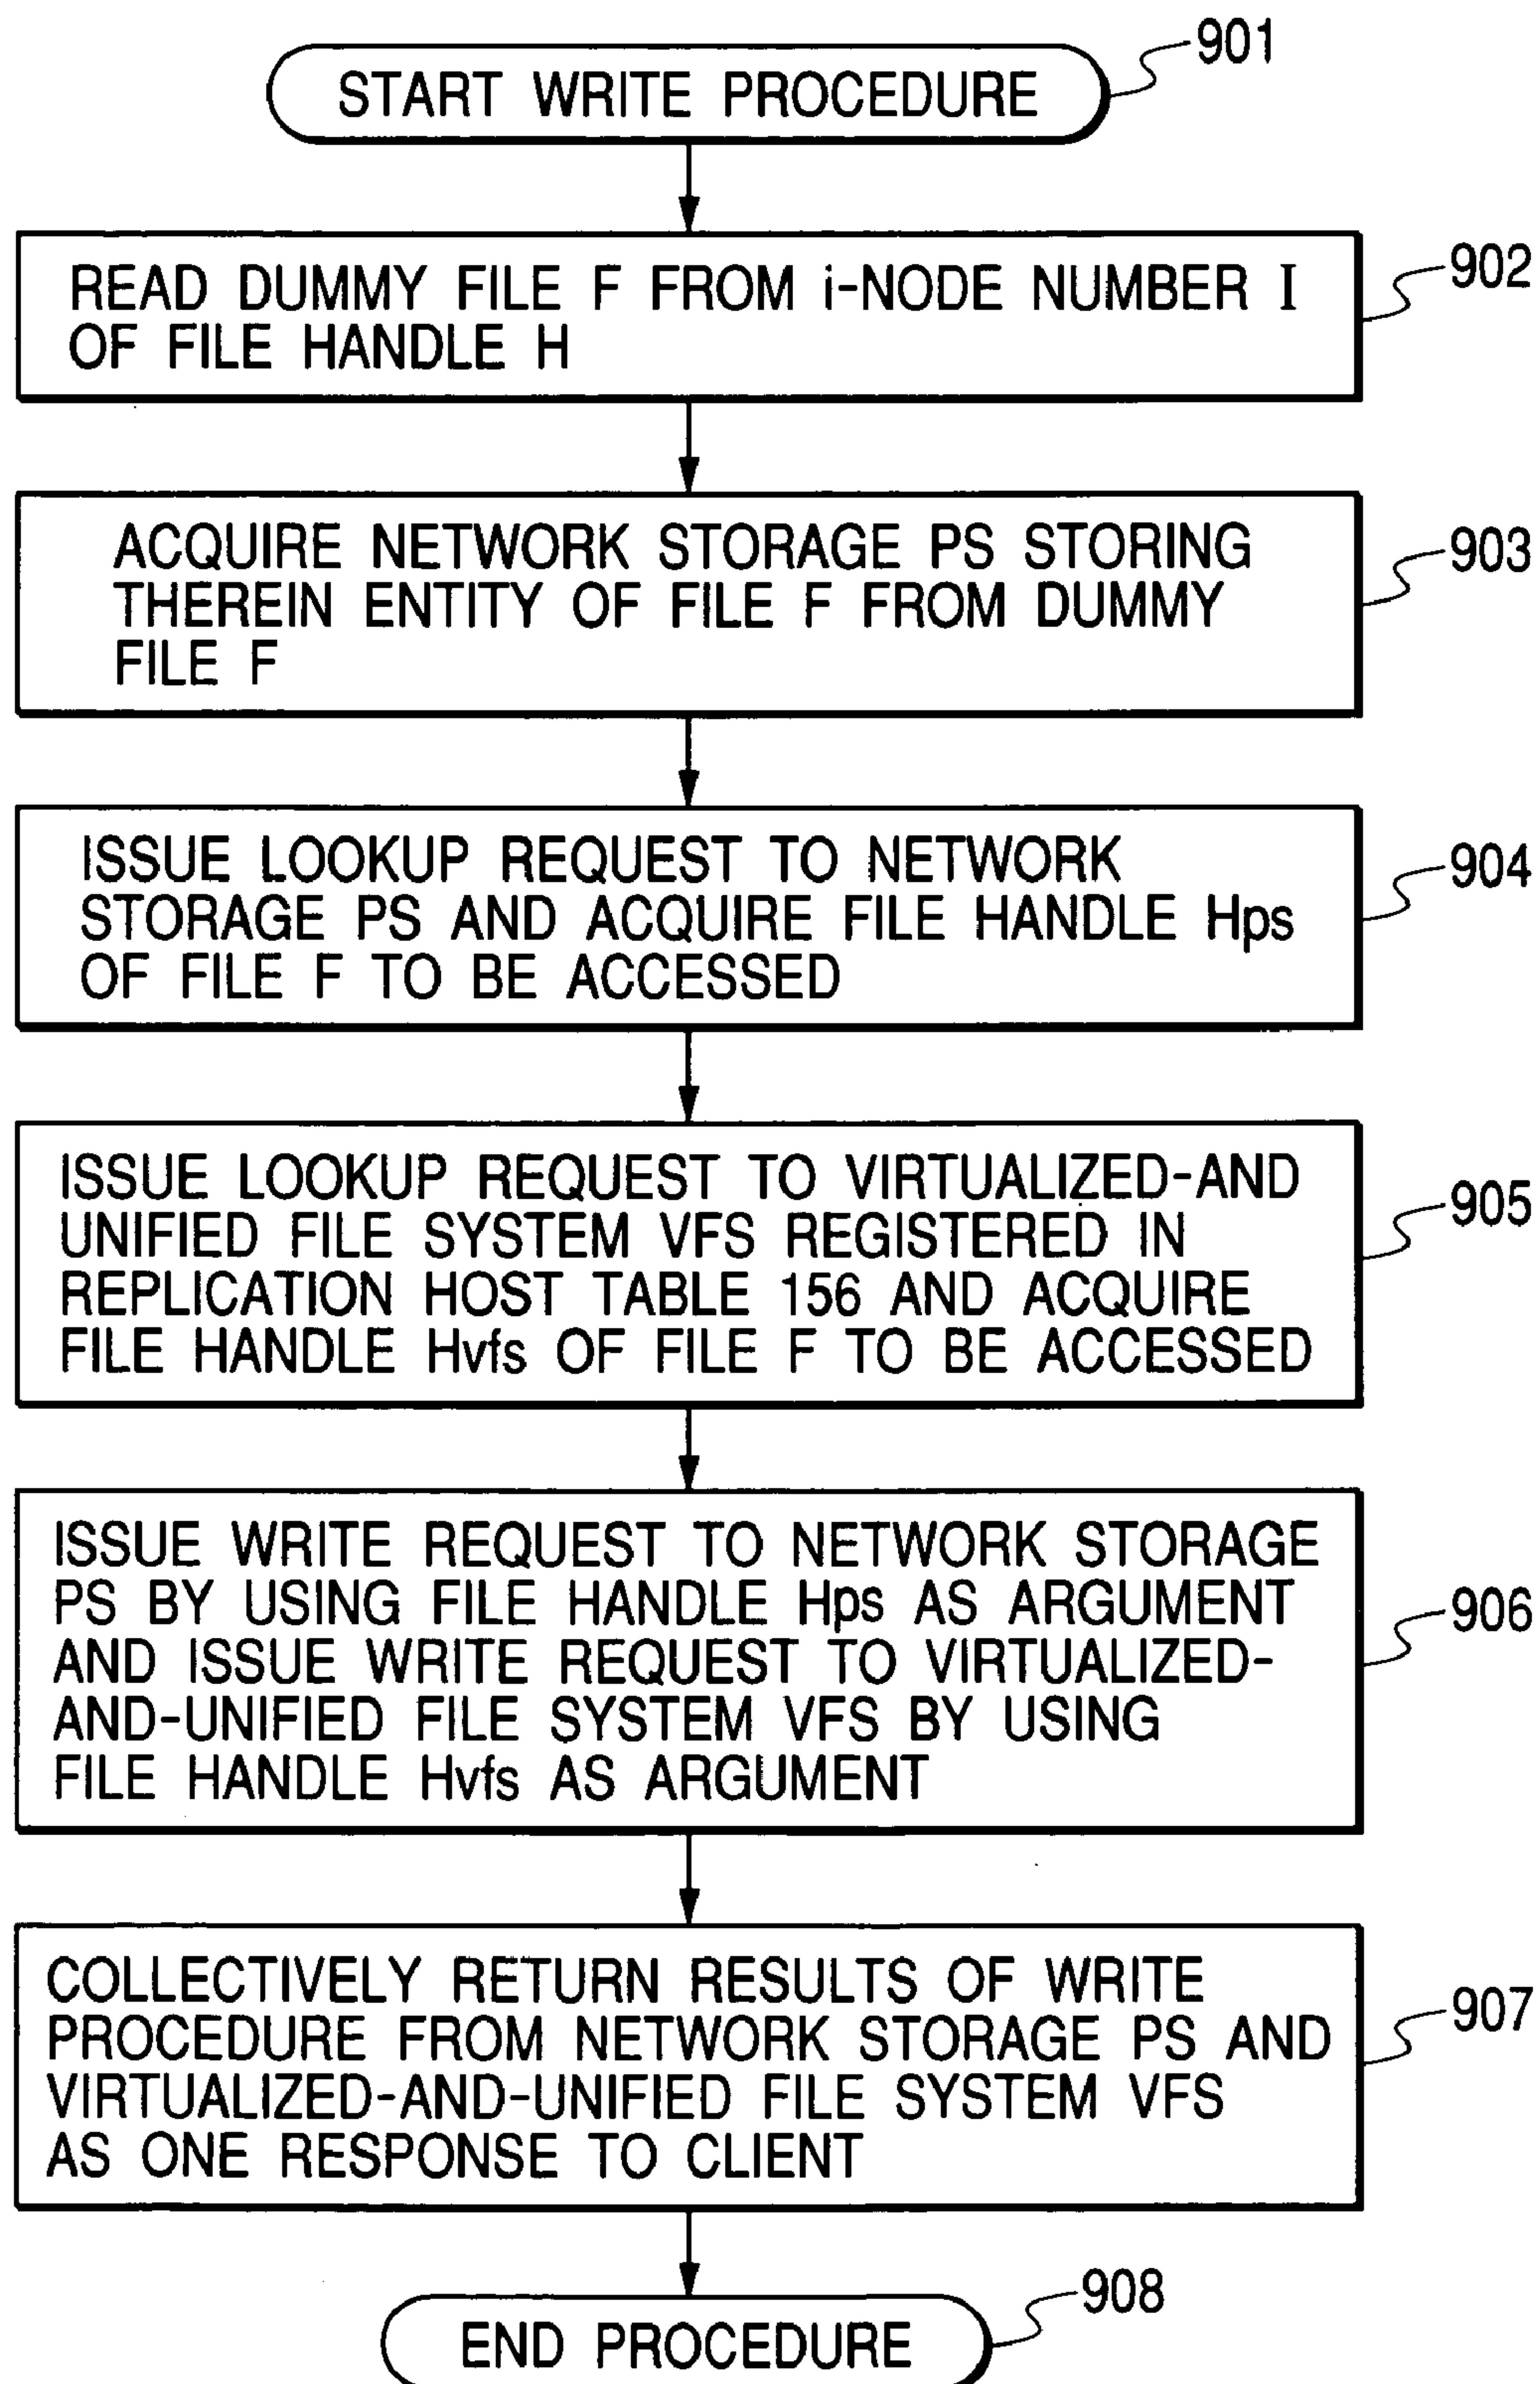 901
START WRITE PROCEDURE
902
READ DUMMY FILE F FROM i-NODE NUMBER I
OF FILE HANDLE H
903
ACQUIRE NETWORK STORAGE PS STORING
THEREIN ENTITY OF FILE F FROM DUMMY
FILE F
904
ISSUE LOOKUP REQUEST TO NETWORK
STORAGE PS AND ACQUIRE FILE HANDLE Hps
OF FILE F TO BE ACCESSED
905
ISSUE LOOKUP REQUEST TO VIRTUALIZED-AND
UNIFIED FILE SYSTEM VFS REGISTERED IN
REPLICATION HOST TABLE 156 AND ACQUIRE
FILE HANDLE Hvfs OF FILE F TO BE ACCESSED
906
ISSUE WRITE REQUEST TO NETWORK STORAGE
PS BY USING FILE HANDLE Hps AS ARGUMENT
AND ISSUE WRITE REQUEST TO VIRTUALIZED-
AND-UNIFIED FILE SYSTEM VFS BY USING
FILE HANDLE Hvfs AS ARGUMENT
907
COLLECTIVELY RETURN RESULTS OF WRITE
PROCEDURE FROM NETWORK STORAGE PS AND
VIRTUALIZED-AND-UNIFIED FILE SYSTEM VFS
AS ONE RESPONSE TO CLIENT
908
END PROCEDURE